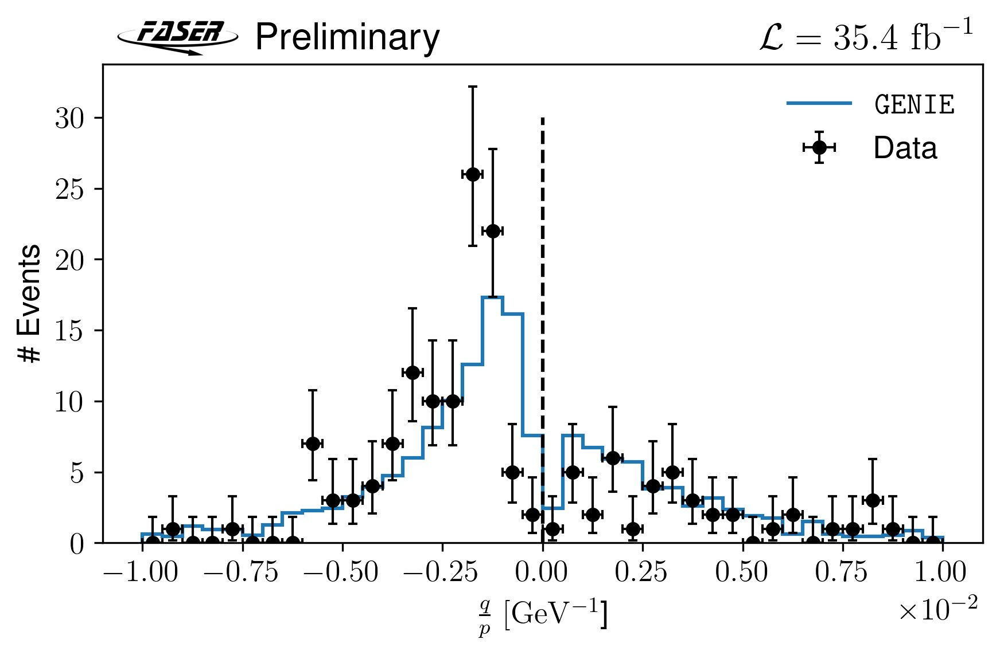 FASER Preliminary
ℒ = 35.4 fb⁻¹
GENIE
Data
# Events
30
25
20
15
10
5
0
−1.00 −0.75 −0.50 −0.25 0.00 0.25 0.50 0.75 1.00
×10⁻²
q/p [GeV⁻¹]